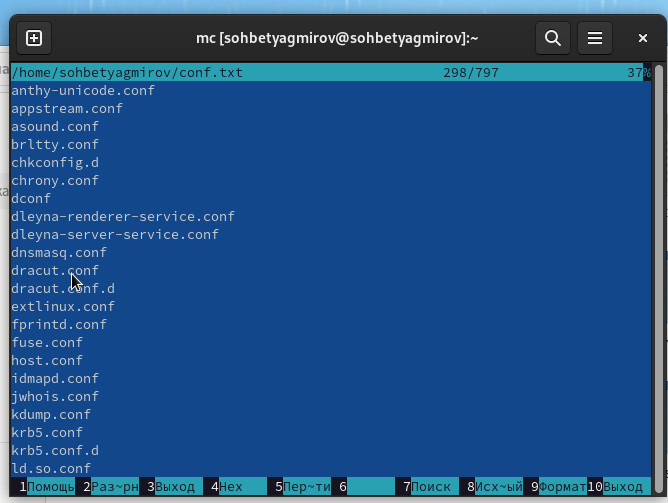 mc [sohbetyagmirov@sohbetyagmirov]:~
/home/sohbetyagmirov/conf.txt 298/797 37%
anthy-unicode.conf
appstream.conf
asound.conf
brltty.conf
chkconfig.d
chrony.conf
dconf
dleyna-renderer-service.conf
dleyna-server-service.conf
dnsmasq.conf
dracut.conf
dracut.conf.d
extlinux.conf
fprintd.conf
fuse.conf
host.conf
idmapd.conf
jwhois.conf
kdump.conf
krb5.conf
krb5.conf.d
ld.so.conf
1Помощь 2Раз~рн 3Выход 4Hex 5Пер~ти 6 7Поиск 8Исх~ый 9Формат 10Выход